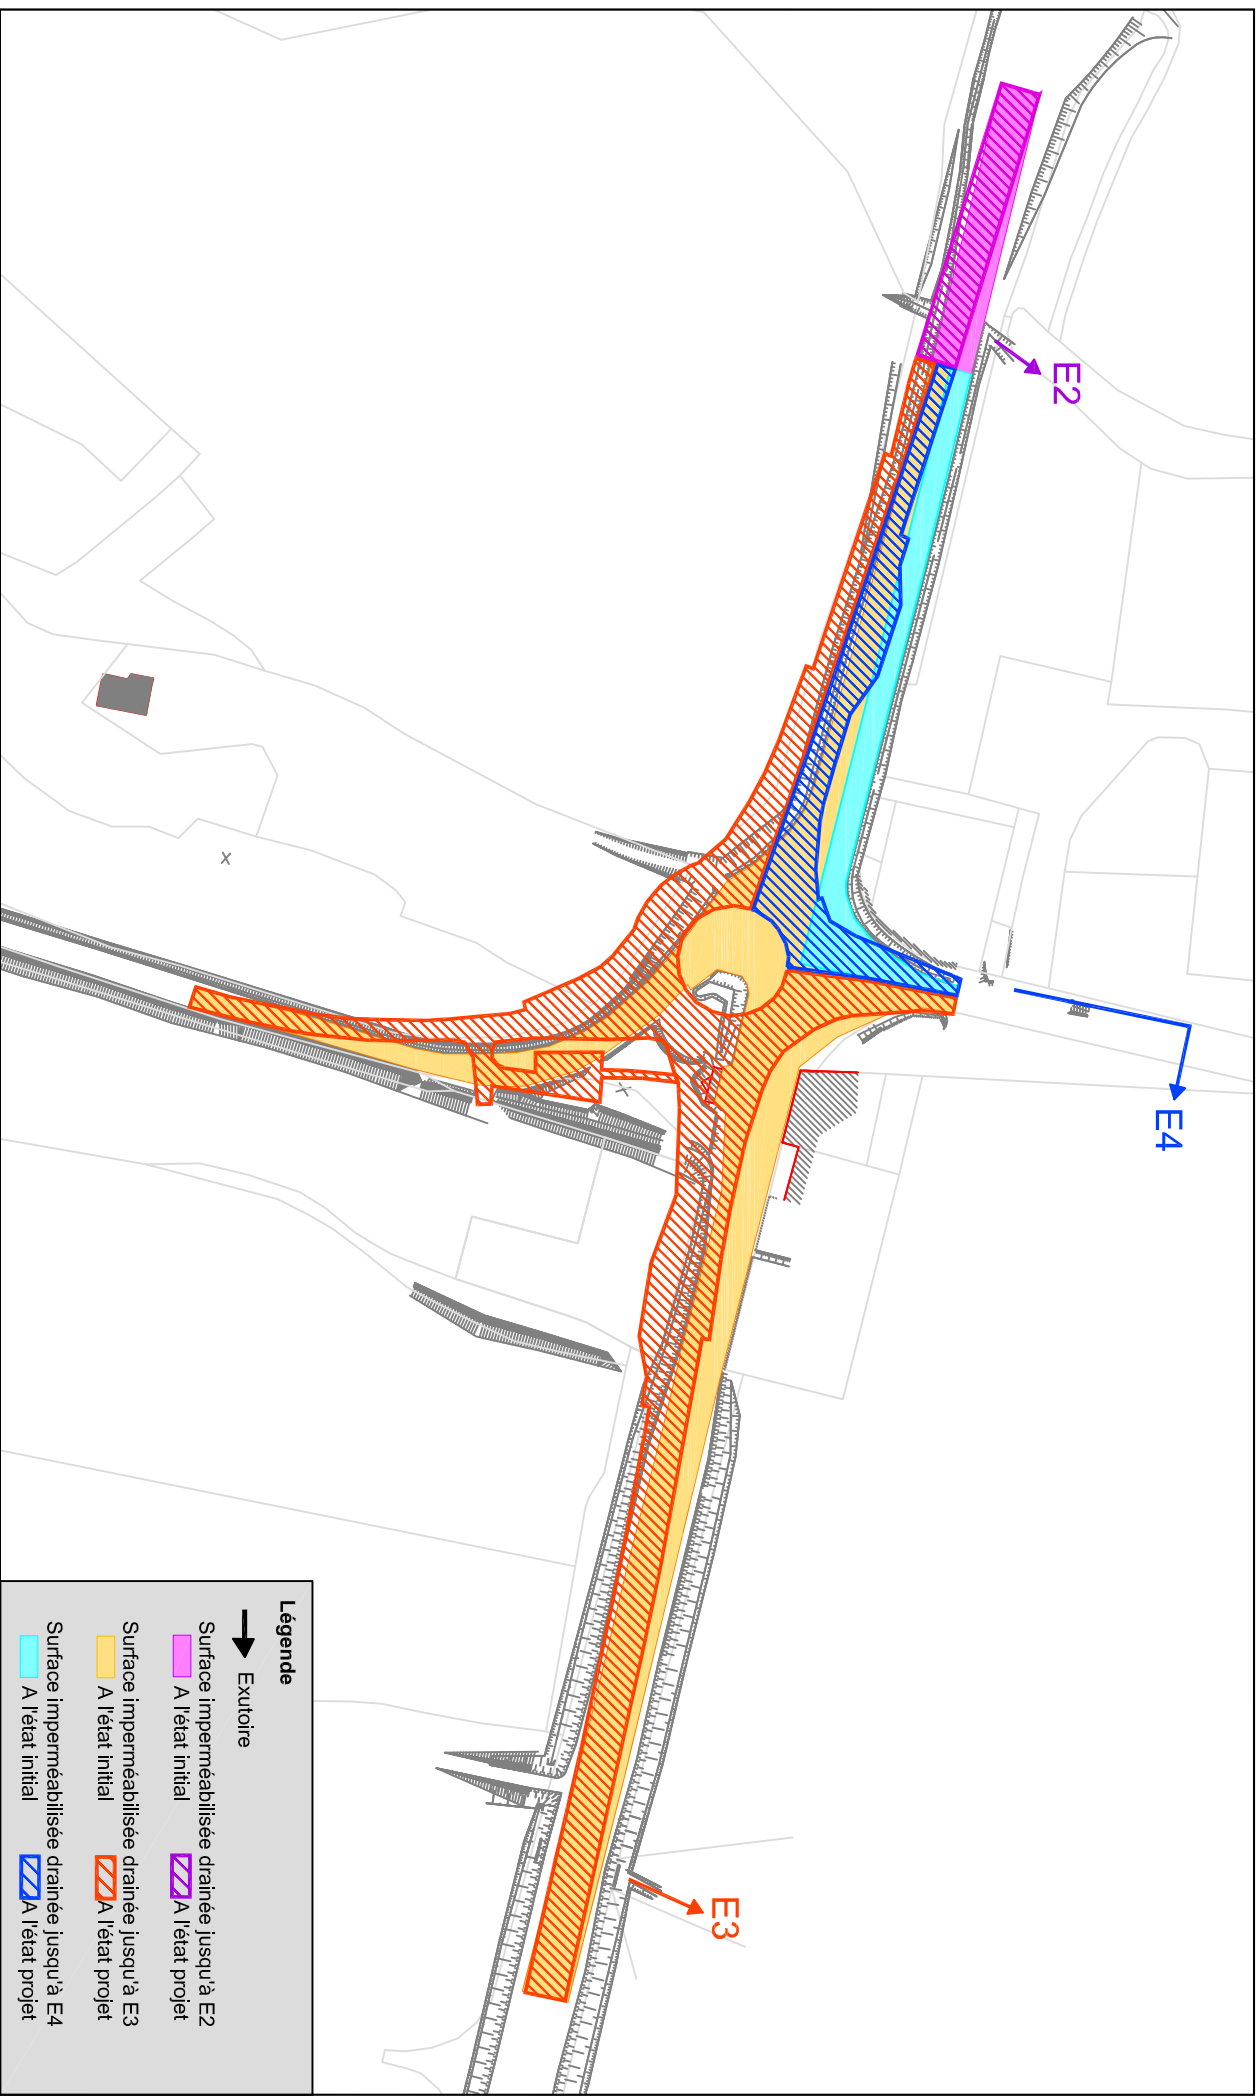 E2
E4
E3
Légende
Exutoire
Surface imperméabilisée drainée jusqu'à E2
A l'état initial A l'état projet
Surface imperméabilisée drainée jusqu'à E3
A l'état initial A l'état projet
Surface imperméabilisée drainée jusqu'à E4
A l'état initial A l'état projet